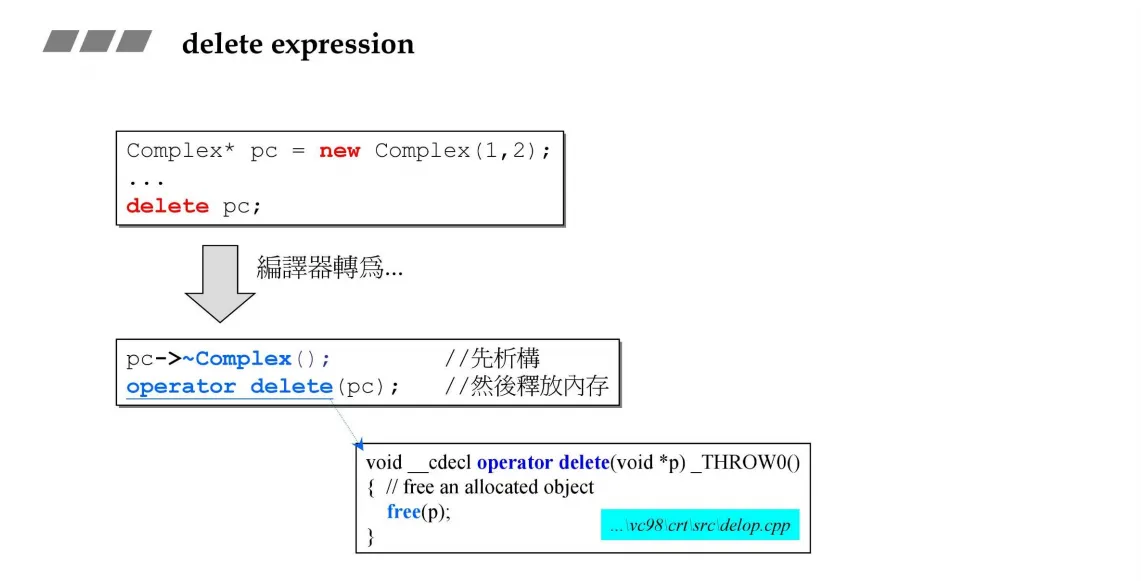 delete expression
Complex* pc = new Complex(1,2);
...
delete pc;
編譯器轉爲...
pc->~Complex(); //先析構
operator delete(pc); //然後釋放內存
void __cdecl operator delete(void *p) _THROW0()
{ // free an allocated object
free(p);
...\vc98\crt\src\delop.cpp
}